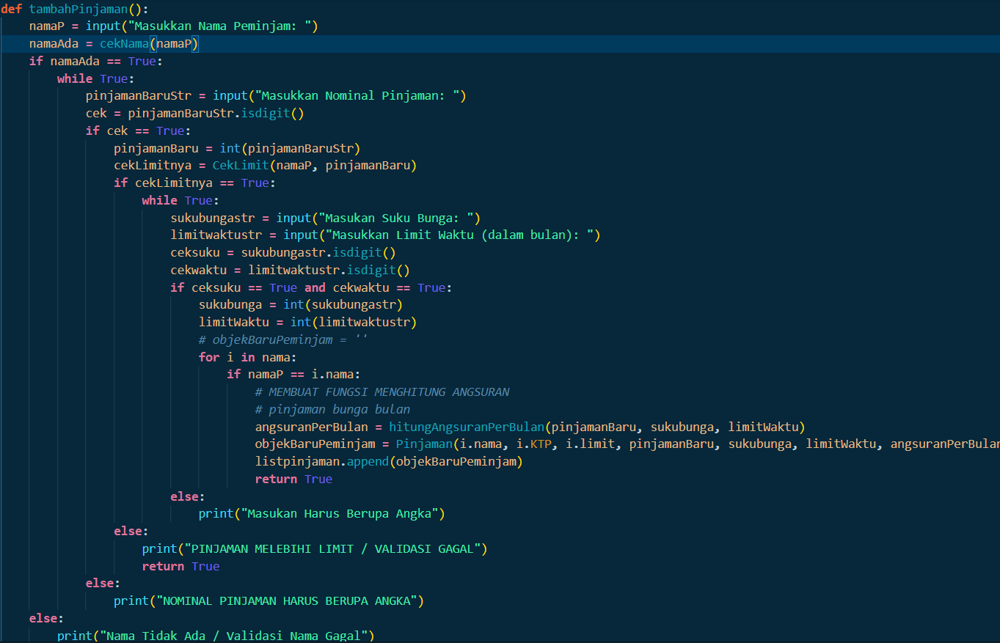 def tambahPinjaman():
    namaP = input("Masukkan Nama Peminjam: ")
    namaAda = cekNama(namaP)
    if namaAda == True:
        while True:
            pinjamanBaruStr = input("Masukkan Nominal Pinjaman: ")
            cek = pinjamanBaruStr.isdigit()
            if cek == True:
                pinjamanBaru = int(pinjamanBaruStr)
                cekLimitnya = CekLimit(namaP, pinjamanBaru)
                if cekLimitnya == True:
                    while True:
                        sukubungastr = input("Masukan Suku Bunga: ")
                        limitwaktustr = input("Masukkan Limit Waktu (dalam bulan): ")
                        ceksuku = sukubungastr.isdigit()
                        cekwaktu = limitwaktustr.isdigit()
                        if ceksuku == True and cekwaktu == True:
                            sukubunga = int(sukubungastr)
                            limitWaktu = int(limitwaktustr)
                            # objekBaruPeminjam = ''
                            for i in nama:
                                if namaP == i.nama:
                                    # MEMBUAT FUNGSI MENGHITUNG ANGSURAN
                                    # pinjaman bunga bulan
                                    angsuranPerBulan = hitungAngsuranPerBulan(pinjamanBaru, sukubunga, limitWaktu)
                                    objekBaruPeminjam = Pinjaman(i.nama, i.KTP, i.limit, pinjamanBaru, sukubunga, limitWaktu, angsuranPerBulan
                                    listpinjaman.append(objekBaruPeminjam)
                                    return True
                        else:
                            print("Masukan Harus Berupa Angka")
                else:
                    print("PINJAMAN MELEBIHI LIMIT / VALIDASI GAGAL")
                    return True
            else:
                print("NOMINAL PINJAMAN HARUS BERUPA ANGKA")
    else:
        print("Nama Tidak Ada / Validasi Nama Gagal")